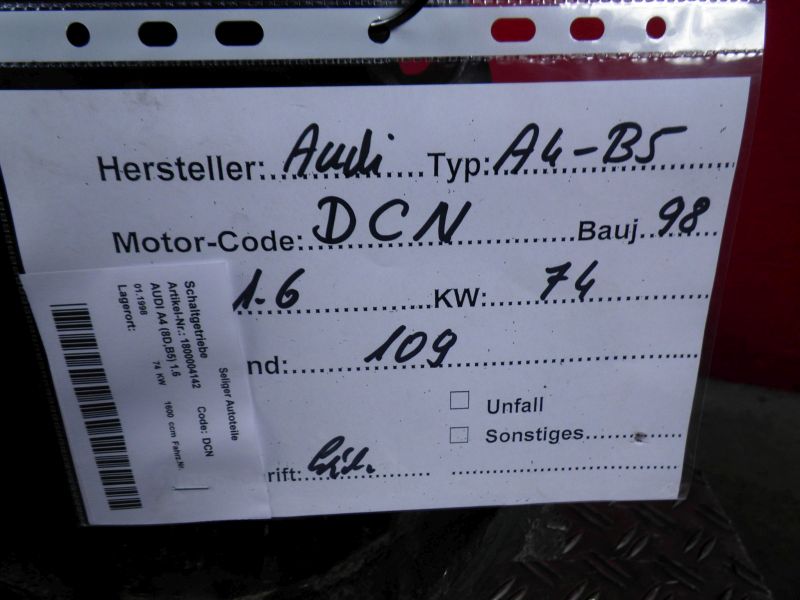 Hersteller: Audi Typ: A4-B5
Motor-Code: DCN Bauj. 98
1.6 KW: 74
nd: 109
Unfall
Sonstiges
rift:
Seliger Autoteile
Schaltgetriebe Code: DCN
Artikel-Nr.: 1800004142
AUDI A4 (8D,B5) 1.6
74 KW 1600 ccm Fahrz.Nr.
01.1998
Lagerort: